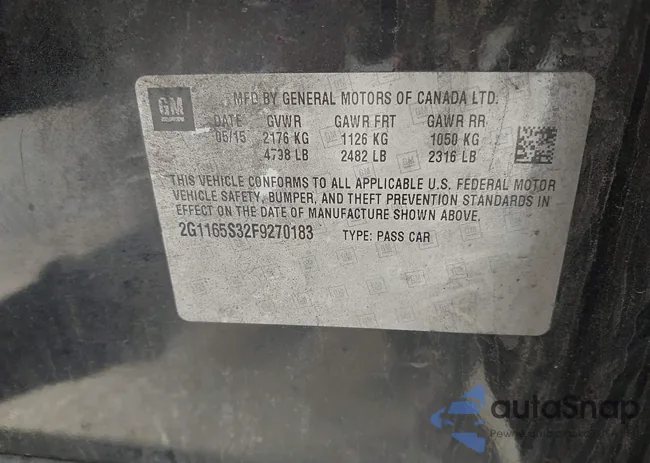 GM
MFD BY GENERAL MOTORS OF CANADA LTD.
DATE GVWR GAWR FRT GAWR RR
05/15 2176 KG 1126 KG 1050 KG
4798 LB 2482 LB 2316 LB
THIS VEHICLE CONFORMS TO ALL APPLICABLE U.S. FEDERAL MOTOR
VEHICLE SAFETY, BUMPER, AND THEFT PREVENTION STANDARDS IN
EFFECT ON THE DATE OF MANUFACTURE SHOWN ABOVE.
2G1165S32F9270183 TYPE: PASS CAR
autoSnap